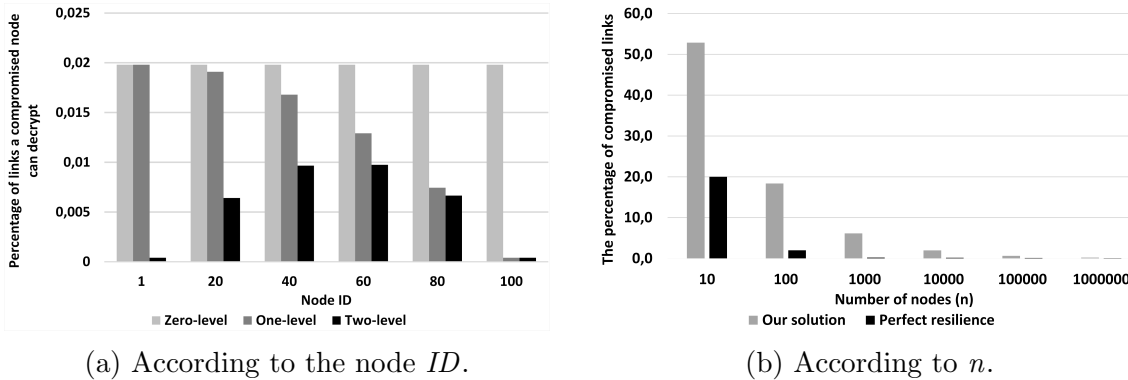 Percentage of links a compromised node
can decrypt
0,025
0,02
0,015
0,01
0,005
0
1 20 40 60 80 100
Node ID
Zero-level One-level Two-level
(a) According to the node ID.
The percentage of compromised links
60,0
50,0
40,0
30,0
20,0
10,0
0,0
10 100 1000 10000 100000 1000000
Number of nodes (n)
Our solution Perfect resilience
(b) According to n.